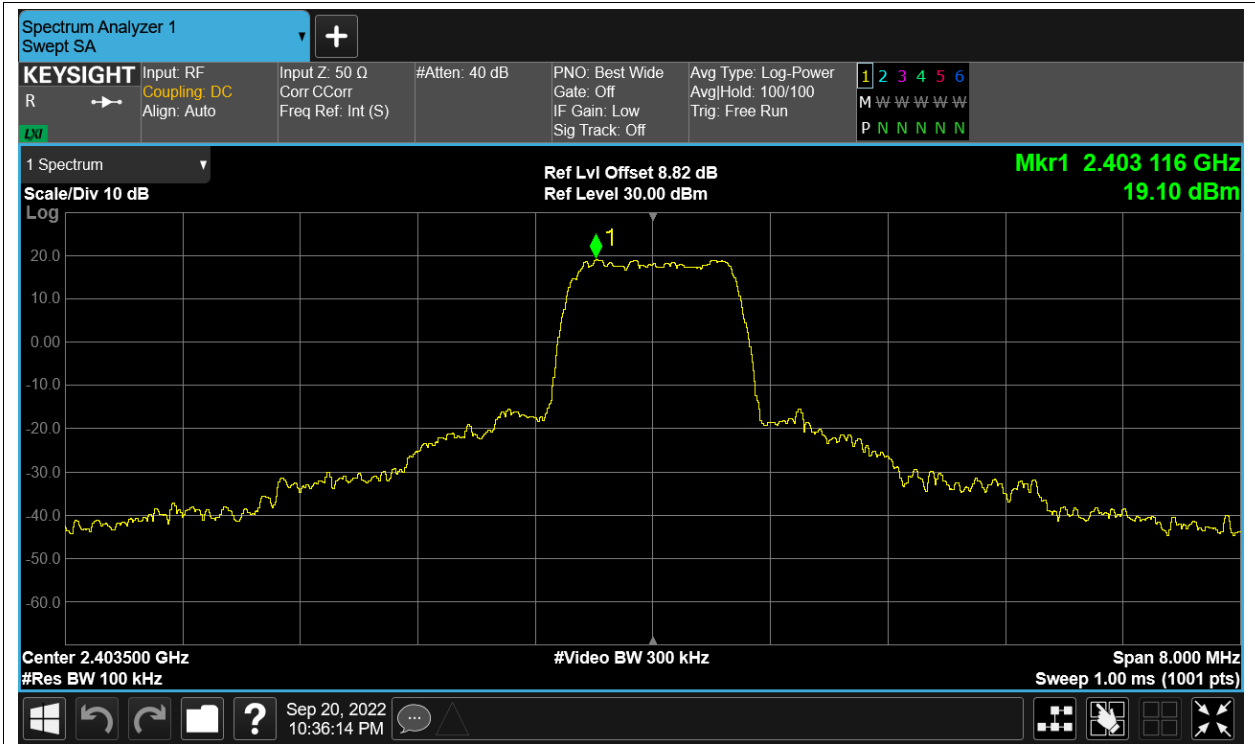 Spectrum Analyzer 1
Swept SA
KEYSIGHT
R
LXI
Input: RF
Coupling: DC
Align: Auto
Input Z: 50 Ω
Corr CCorr
Freq Ref: Int (S)
#Atten: 40 dB
PNO: Best Wide
Gate: Off
IF Gain: Low
Sig Track: Off
Avg Type: Log-Power
Avg|Hold: 100/100
Trig: Free Run
1 2 3 4 5 6
M W W W W W
P N N N N N
1 Spectrum
Scale/Div 10 dB
Log
Ref Lvl Offset 8.82 dB
Ref Level 30.00 dBm
Mkr1 2.403 116 GHz
19.10 dBm
1
20.0
10.0
0.00
-10.0
-20.0
-30.0
-40.0
-50.0
-60.0
Center 2.403500 GHz
#Res BW 100 kHz
#Video BW 300 kHz
Span 8.000 MHz
Sweep 1.00 ms (1001 pts)
?
Sep 20, 2022
10:36:14 PM